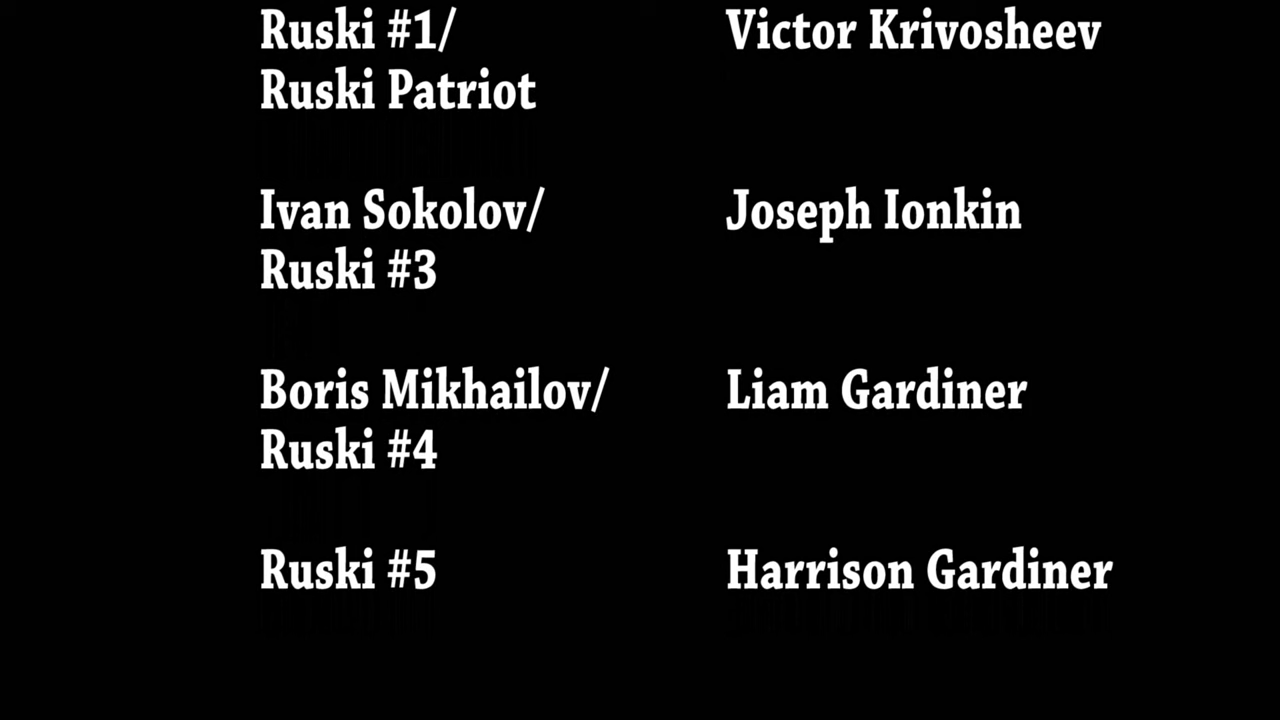 Ruski #1/ Victor Krivosheev
Ruski Patriot
Ivan Sokolov/ Joseph Ionkin
Ruski #3
Boris Mikhailov/ Liam Gardiner
Ruski #4
Ruski #5 Harrison Gardiner